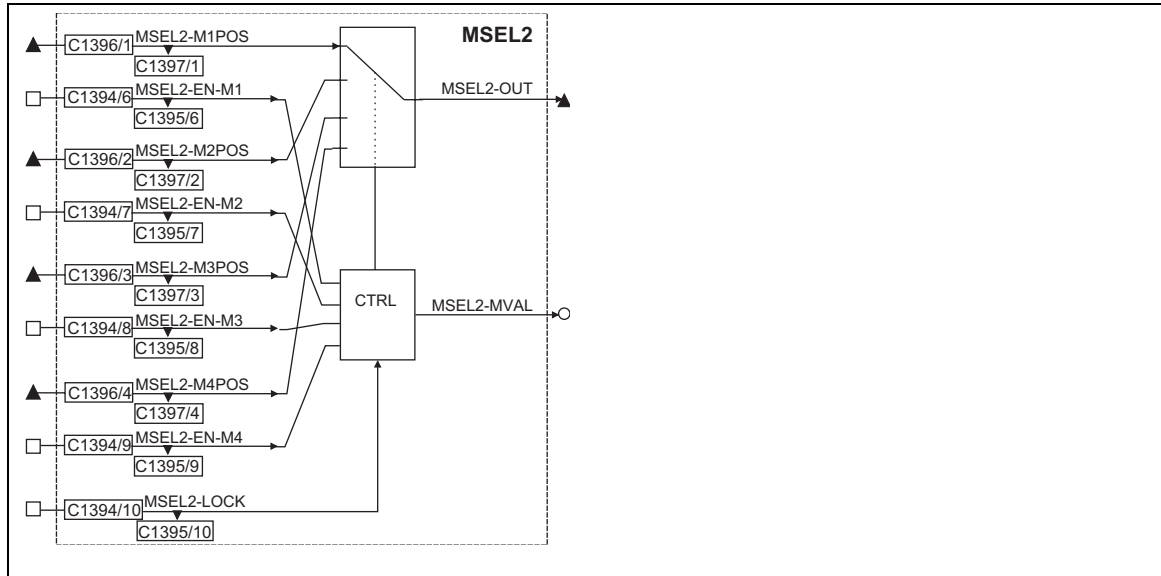 MSEL2
C1396/1 MSEL2-M1POS
C1397/1
MSEL2-OUT
C1394/6 MSEL2-EN-M1
C1395/6
C1396/2 MSEL2-M2POS
C1397/2
C1394/7 MSEL2-EN-M2
C1395/7
C1396/3 MSEL2-M3POS
C1397/3
CTRL
MSEL2-MVAL
C1394/8 MSEL2-EN-M3
C1395/8
C1396/4 MSEL2-M4POS
C1397/4
C1394/9 MSEL2-EN-M4
C1395/9
C1394/10 MSEL2-LOCK
C1395/10